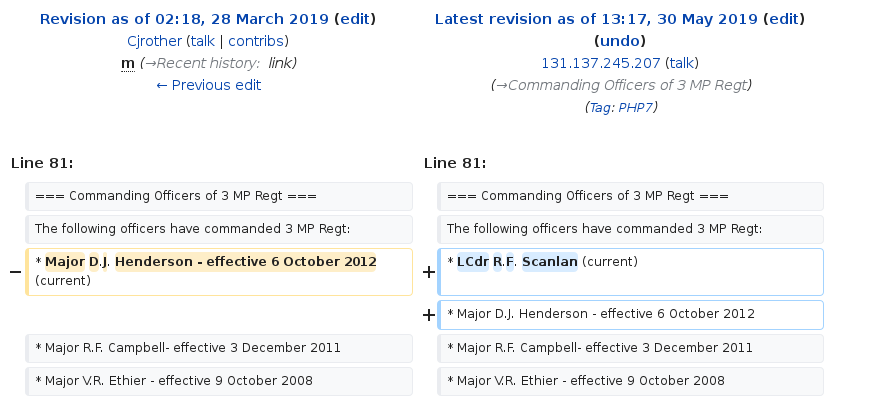 Revision as of 02:18, 28 March 2019 (edit)
Cjrother (talk | contribs)
m (→Recent history: link)
← Previous edit
Latest revision as of 13:17, 30 May 2019 (edit)
(undo)
131.137.245.207 (talk)
(→Commanding Officers of 3 MP Regt)
(Tag: PHP7)
Line 81:
Line 81:
=== Commanding Officers of 3 MP Regt ===
=== Commanding Officers of 3 MP Regt ===
The following officers have commanded 3 MP Regt:
The following officers have commanded 3 MP Regt:
− * Major D.J. Henderson - effective 6 October 2012
(current)
+ * LCdr R.F. Scanlan (current)
+ * Major D.J. Henderson - effective 6 October 2012
* Major R.F. Campbell- effective 3 December 2011
* Major R.F. Campbell- effective 3 December 2011
* Major V.R. Ethier - effective 9 October 2008
* Major V.R. Ethier - effective 9 October 2008